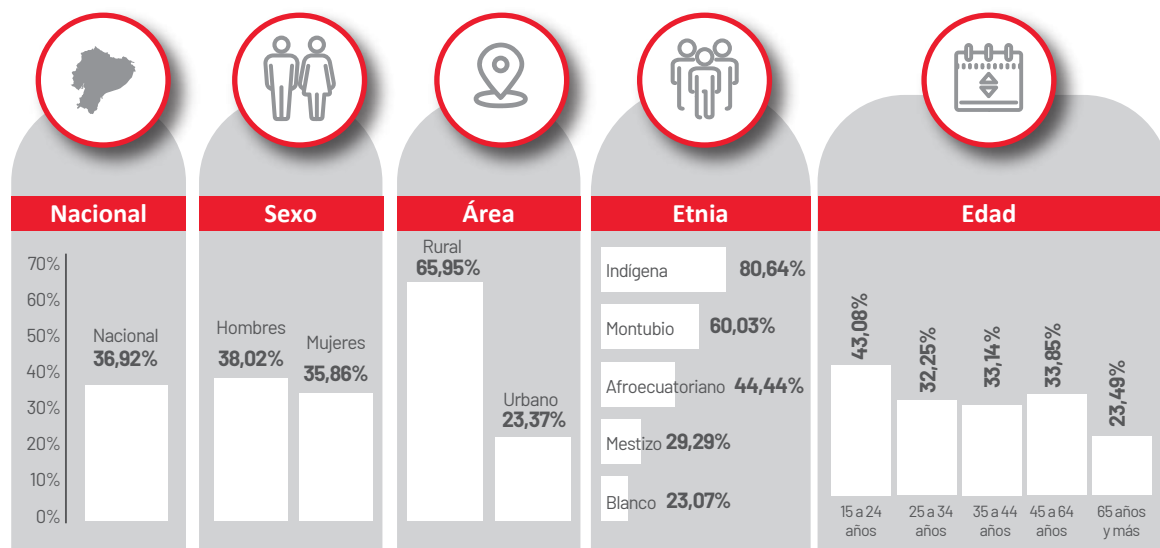 Nacional
70%
60%
50%
40%
30%
20%
10%
0%
Nacional
36,92%
Sexo
Hombres
38,02%
Mujeres
35,86%
Área
Rural
65,95%
Urbano
23,37%
Etnia
Indígena 80,64%
Montubio 60,03%
Afroecuatoriano 44,44%
Mestizo 29,29%
Blanco 23,07%
Edad
43,08%
32,25%
33,14%
33,85%
23,49%
15 a 24
años
25 a 34
años
35 a 44
años
45 a 64
años
65 años
y más